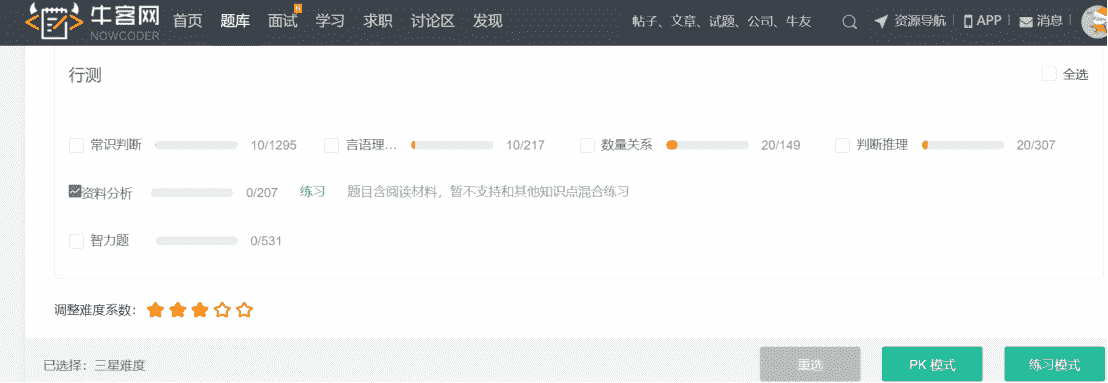 牛客网
NOWCODER
首页 题库 面试 学习 求职 讨论区 发现 帖子、文章、试题、公司、牛友 资源导航 APP 消息
行测 全选
常识判断 10/1295 言语理... 10/217 数量关系 20/149 判断推理 20/307
资料分析 0/207 练习 题目含阅读材料，暂不支持和其他知识点混合练习
智力题 0/531
调整难度系数：
已选择：三星难度 重选 PK 模式 练习模式